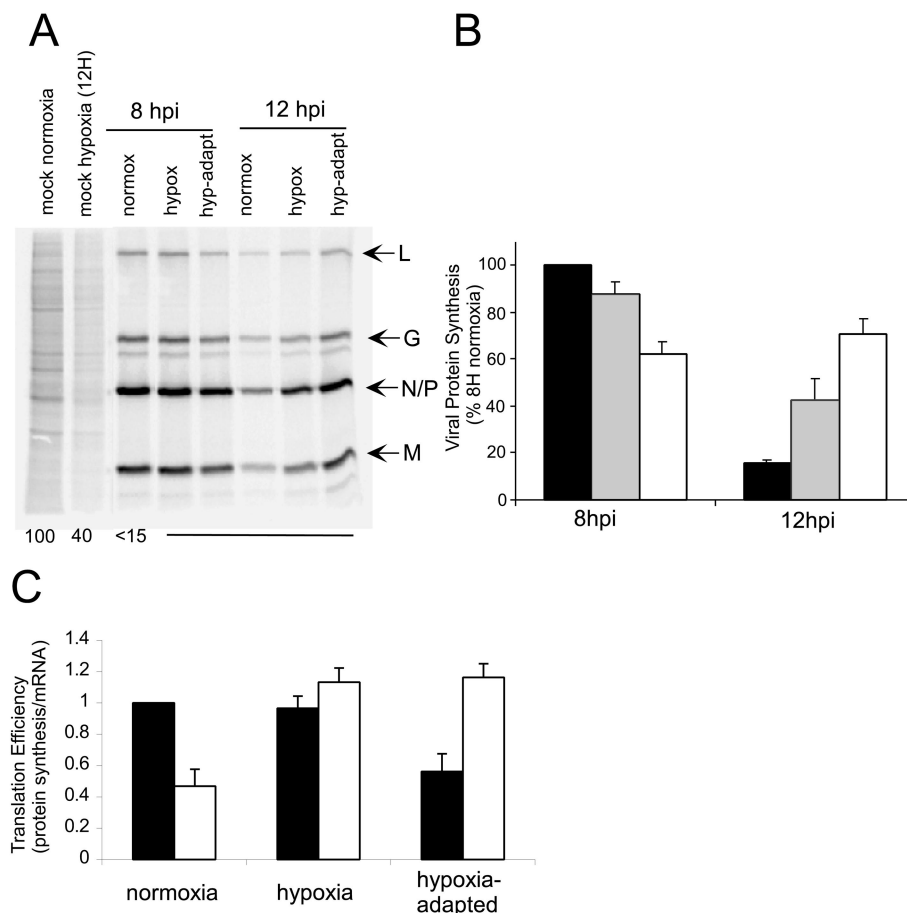 A
mock normoxia
mock hypoxia (12H)
8 hpi
12 hpi
normox
hypox
hyp-adapt
normox
hypox
hyp-adapt
L
G
N/P
M
100
40
<15
B
Viral Protein Synthesis
(% 8H normoxia)
100
80
60
40
20
0
8hpi
12hpi
C
Translation Efficiency
(protein synthesis/mRNA)
1.4
1.2
1
0.8
0.6
0.4
0.2
0
normoxia
hypoxia
hypoxia-
adapted